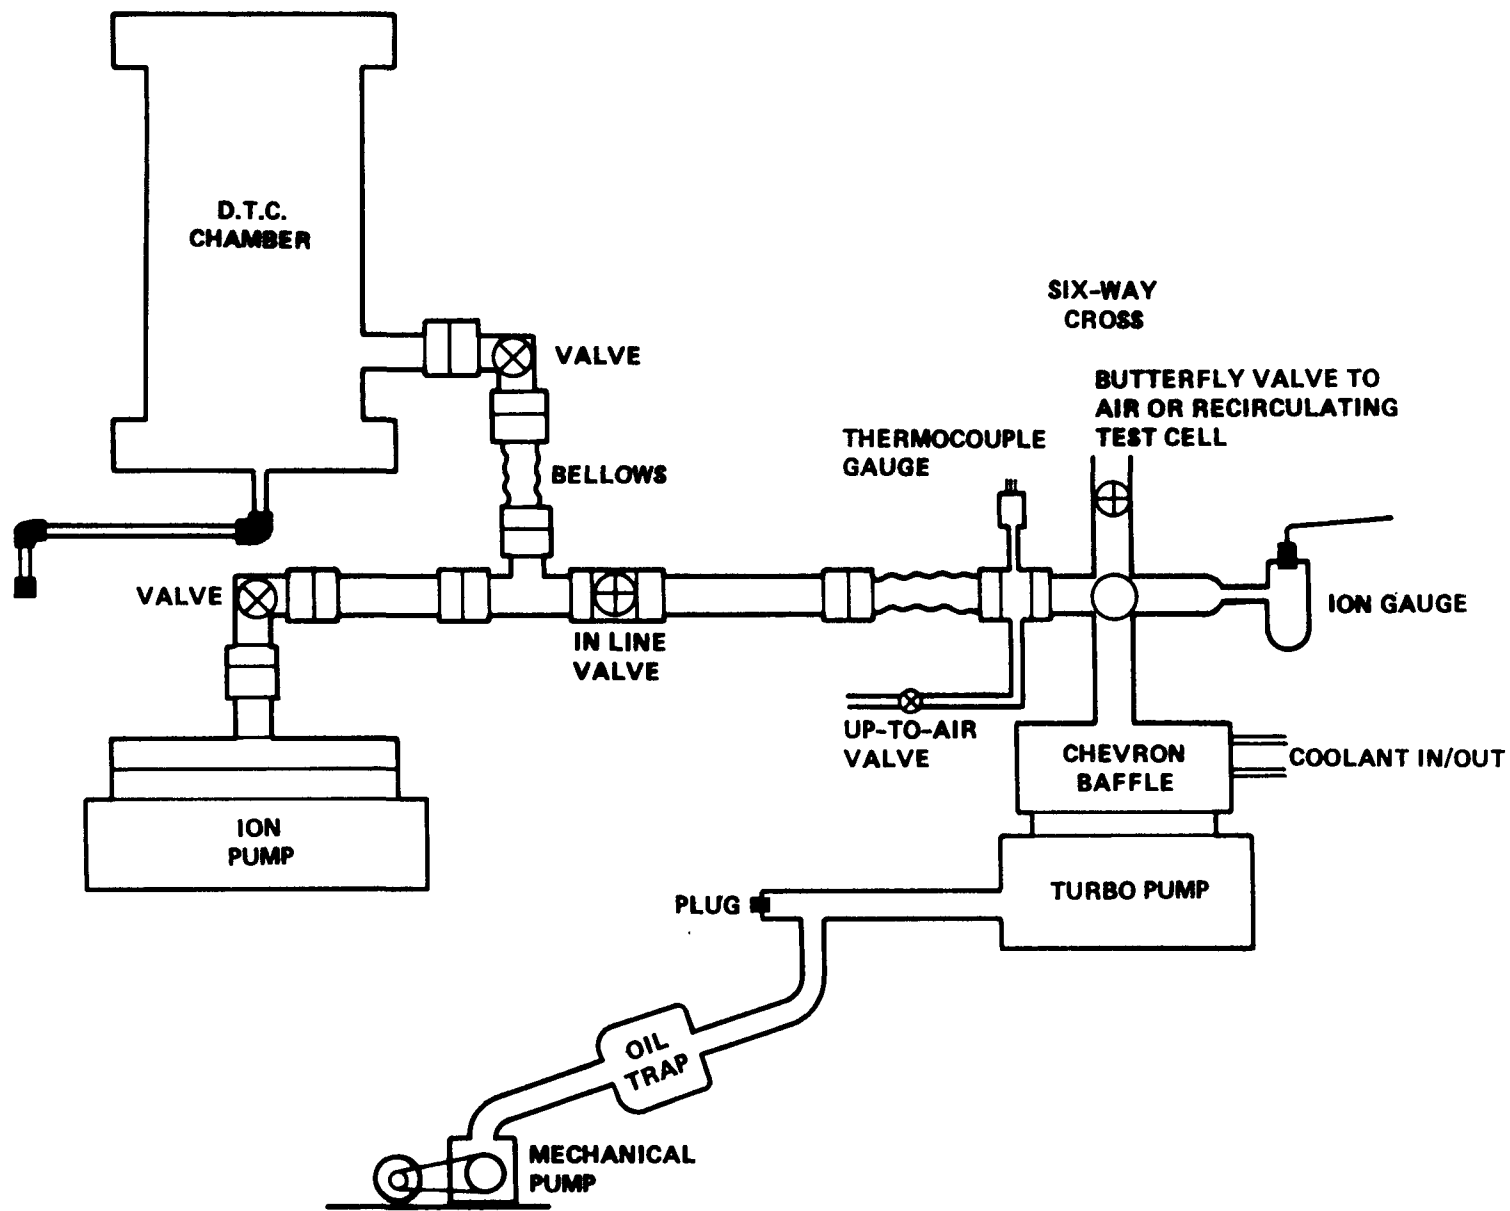 D.T.C.
CHAMBER
SIX-WAY
CROSS
VALVE
BUTTERFLY VALVE TO
AIR OR RECIRCULATING
TEST CELL
THERMOCOUPLE
GAUGE
BELLOWS
VALVE
ION GAUGE
IN LINE
VALVE
UP-TO-AIR
VALVE
CHEVRON
BAFFLE
COOLANT IN/OUT
ION
PUMP
TURBO PUMP
PLUG
OIL
TRAP
MECHANICAL
PUMP